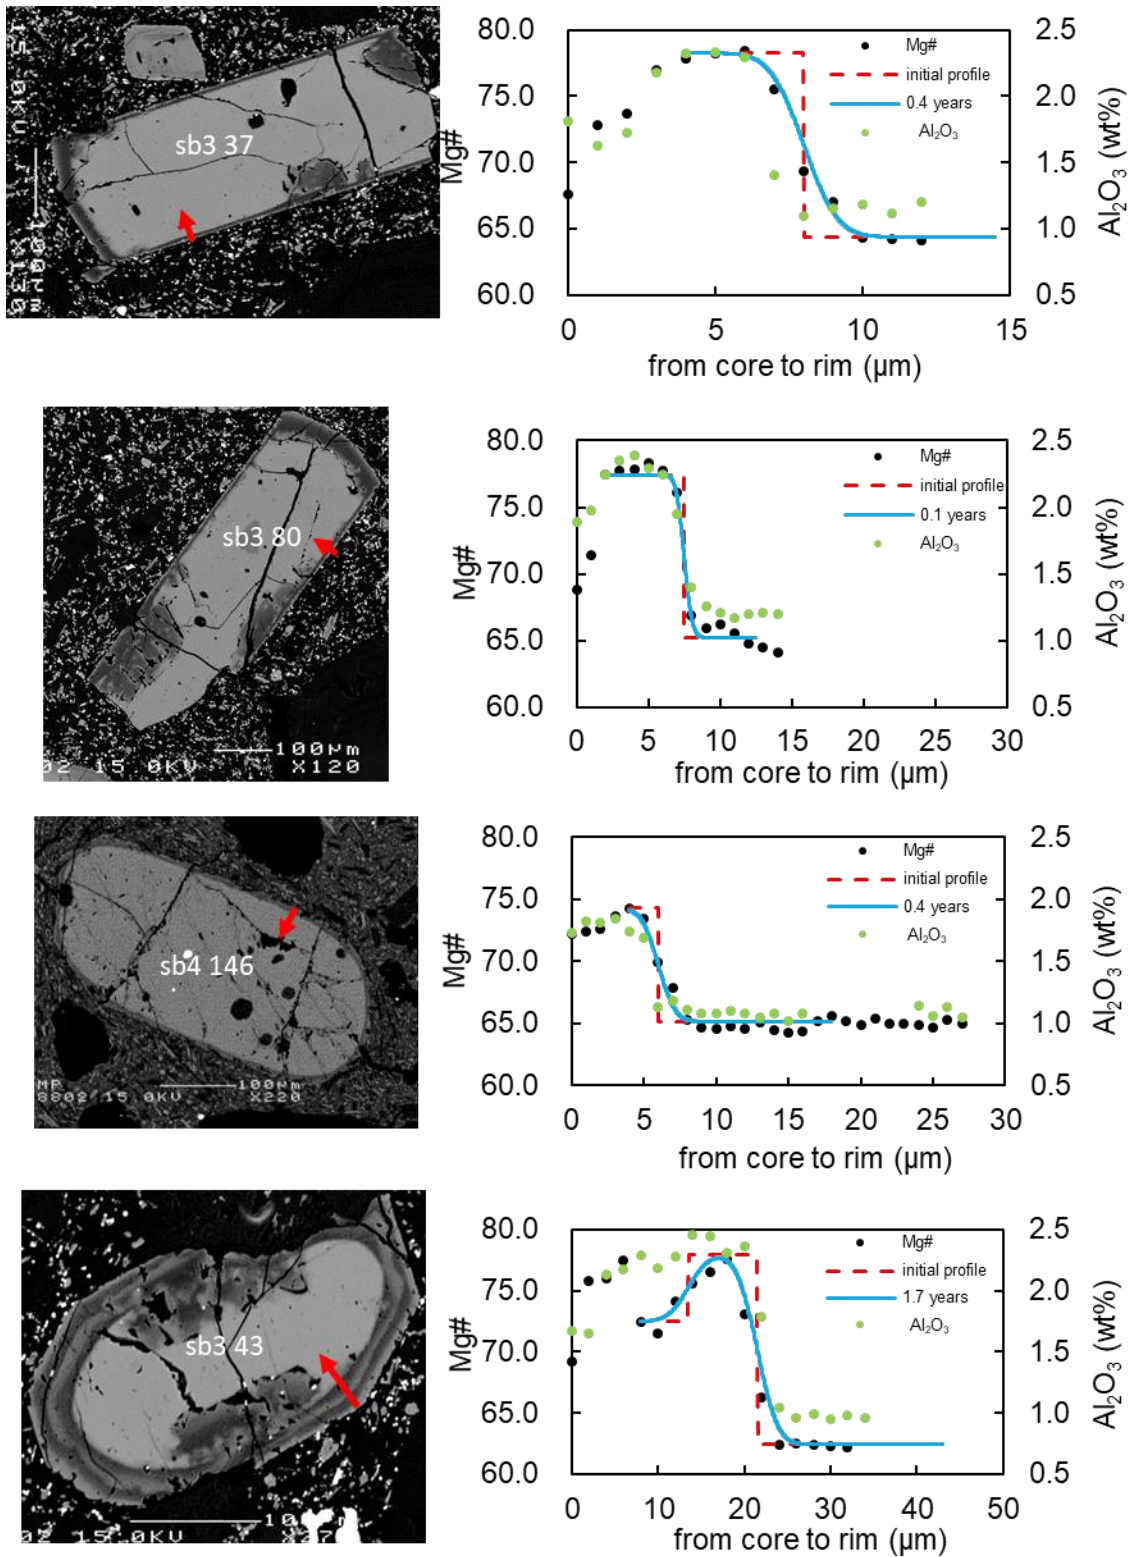 15.0KU
100µm
X130
sb3 37
80.0
75.0
70.0
65.0
60.0
Mg#
Mg#
initial profile
0.4 years
Al₂O₃
2.5
2.0
1.5
1.0
0.5
Al₂O₃ (wt%)
0
5
10
15
from core to rim (µm)
sb3 80
100µm
02 15.0KV X120
80.0
75.0
70.0
65.0
60.0
Mg#
Mg#
initial profile
0.1 years
Al₂O₃
2.5
2.0
1.5
1.0
0.5
Al₂O₃ (wt%)
0 5 10 15 20 25 30
from core to rim (µm)
sb4 146
MP 100µm
8802 15.0KV X220
80.0
75.0
70.0
65.0
60.0
Mg#
Mg#
initial profile
0.4 years
Al₂O₃
2.5
2.0
1.5
1.0
0.5
Al₂O₃ (wt%)
0 5 10 15 20 25 30
from core to rim (µm)
sb3 43
02 15.0KV
80.0
75.0
70.0
65.0
60.0
Mg#
Mg#
initial profile
1.7 years
Al₂O₃
2.5
2.0
1.5
1.0
0.5
Al₂O₃ (wt%)
0 10 20 30 40 50
from core to rim (µm)